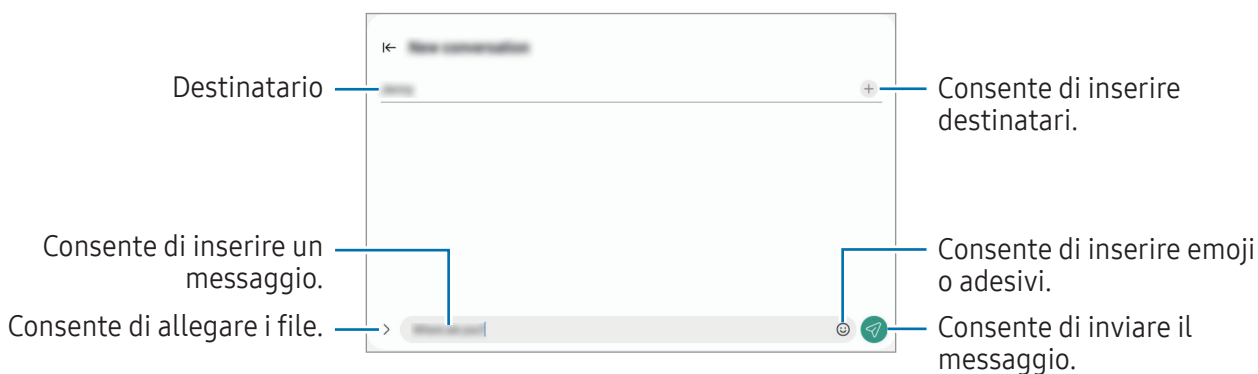 Destinatario
Consente di inserire
destinatari.
Consente di inserire un
messaggio.
Consente di allegare i file.
Consente di inserire emoji
o adesivi.
Consente di inviare il
messaggio.